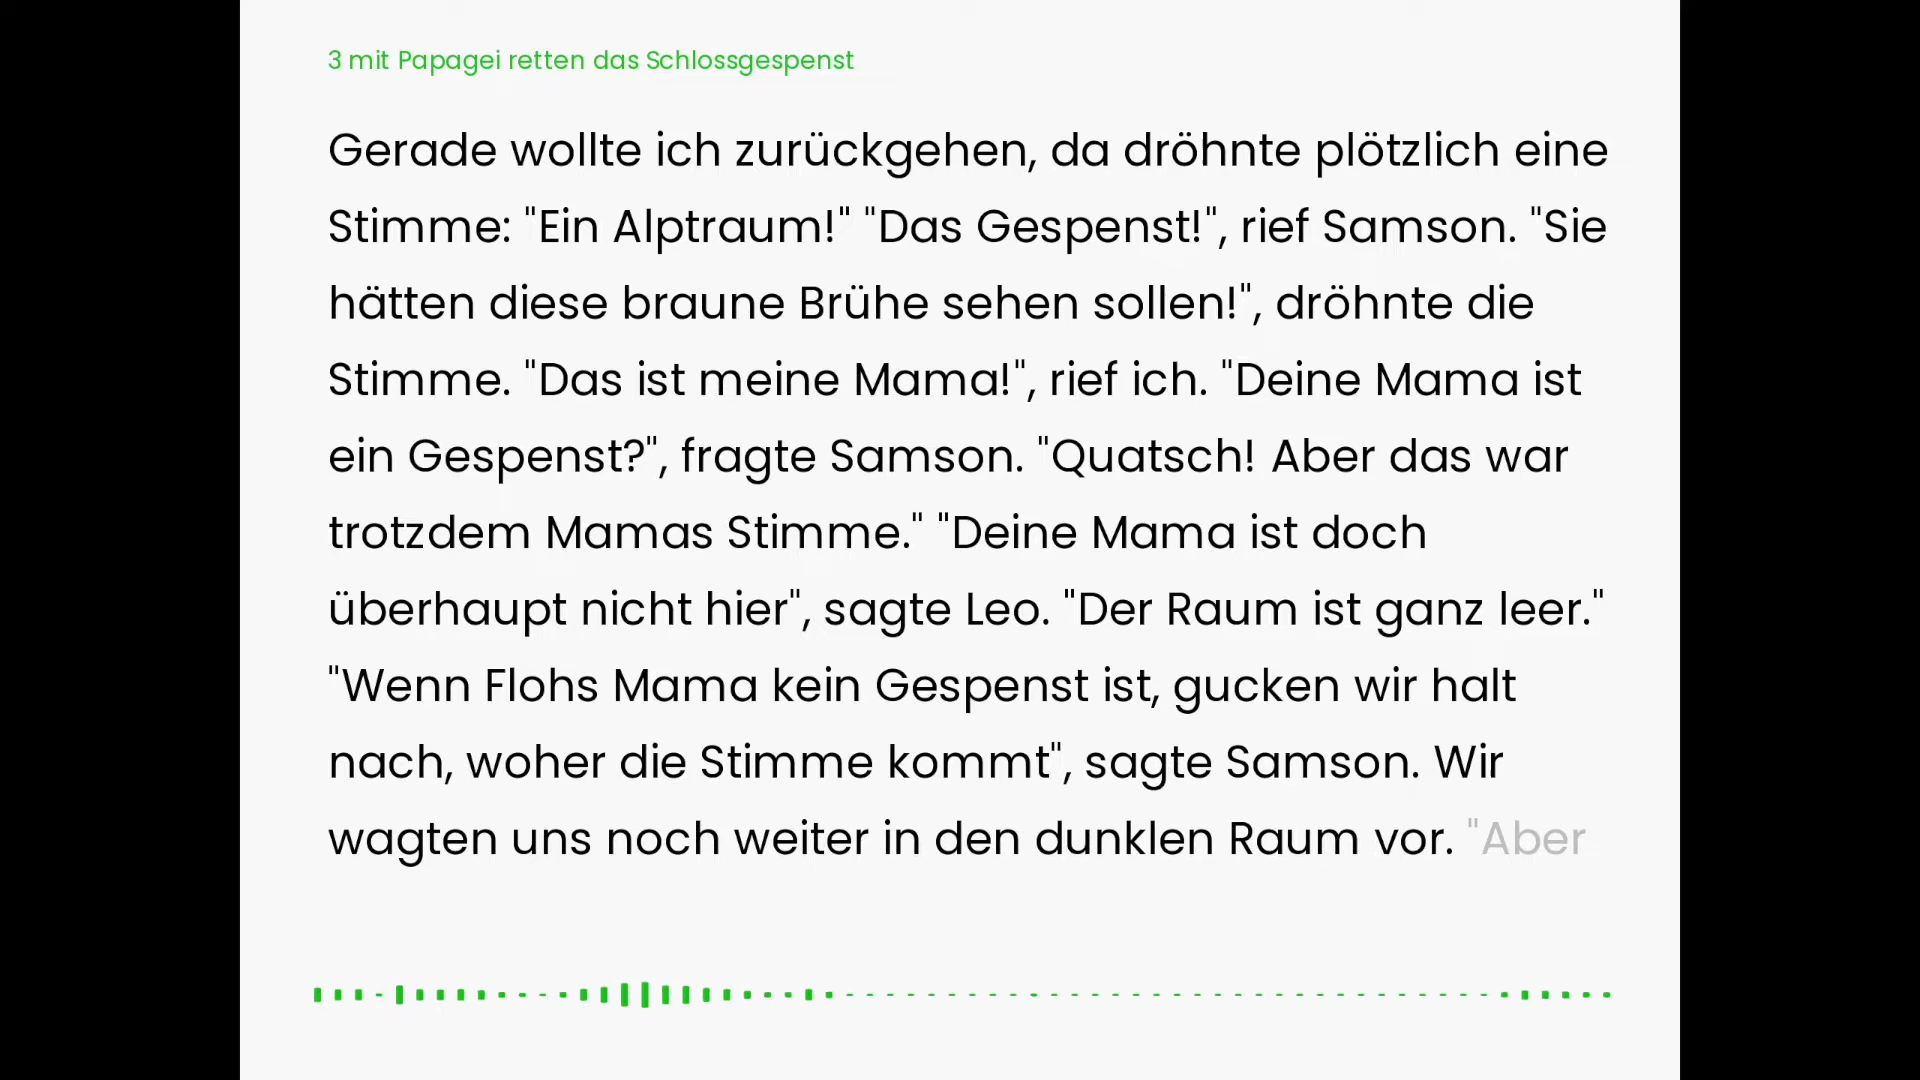 3 mit Papagei retten das Schlossgespenst
Gerade wollte ich zurückgehen, da dröhnte plötzlich eine
Stimme: "Ein Alptraum!" "Das Gespenst!", rief Samson. "Sie
hätten diese braune Brühe sehen sollen!", dröhnte die
Stimme. "Das ist meine Mama!", rief ich. "Deine Mama ist
ein Gespenst?", fragte Samson. "Quatsch! Aber das war
trotzdem Mamas Stimme." "Deine Mama ist doch
überhaupt nicht hier", sagte Leo. "Der Raum ist ganz leer."
"Wenn Flohs Mama kein Gespenst ist, gucken wir halt
nach, woher die Stimme kommt", sagte Samson. Wir
wagten uns noch weiter in den dunklen Raum vor. "Aber